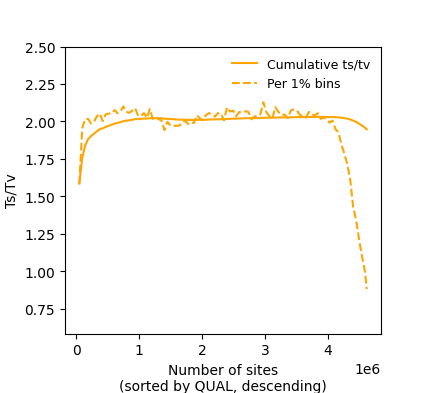 2.50
2.25
2.00
1.75
1.50
1.25
1.00
0.75
Ts/Tv
Cumulative ts/tv
Per 1% bins
0 1 2 3 4
1e6
Number of sites
(sorted by QUAL, descending)